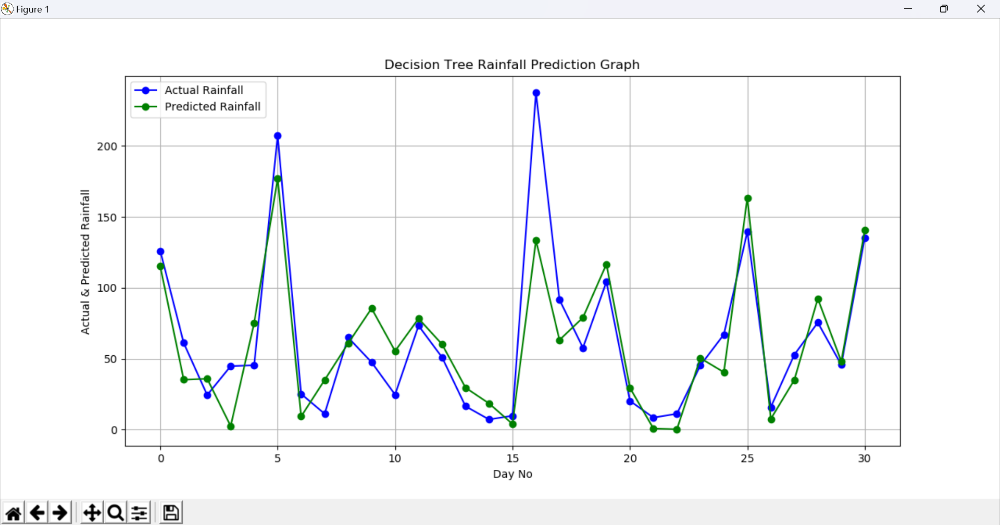 Figure 1
Decision Tree Rainfall Prediction Graph
Actual Rainfall
Predicted Rainfall
Actual & Predicted Rainfall
200
150
100
50
0
0 5 10 15 20 25 30
Day No